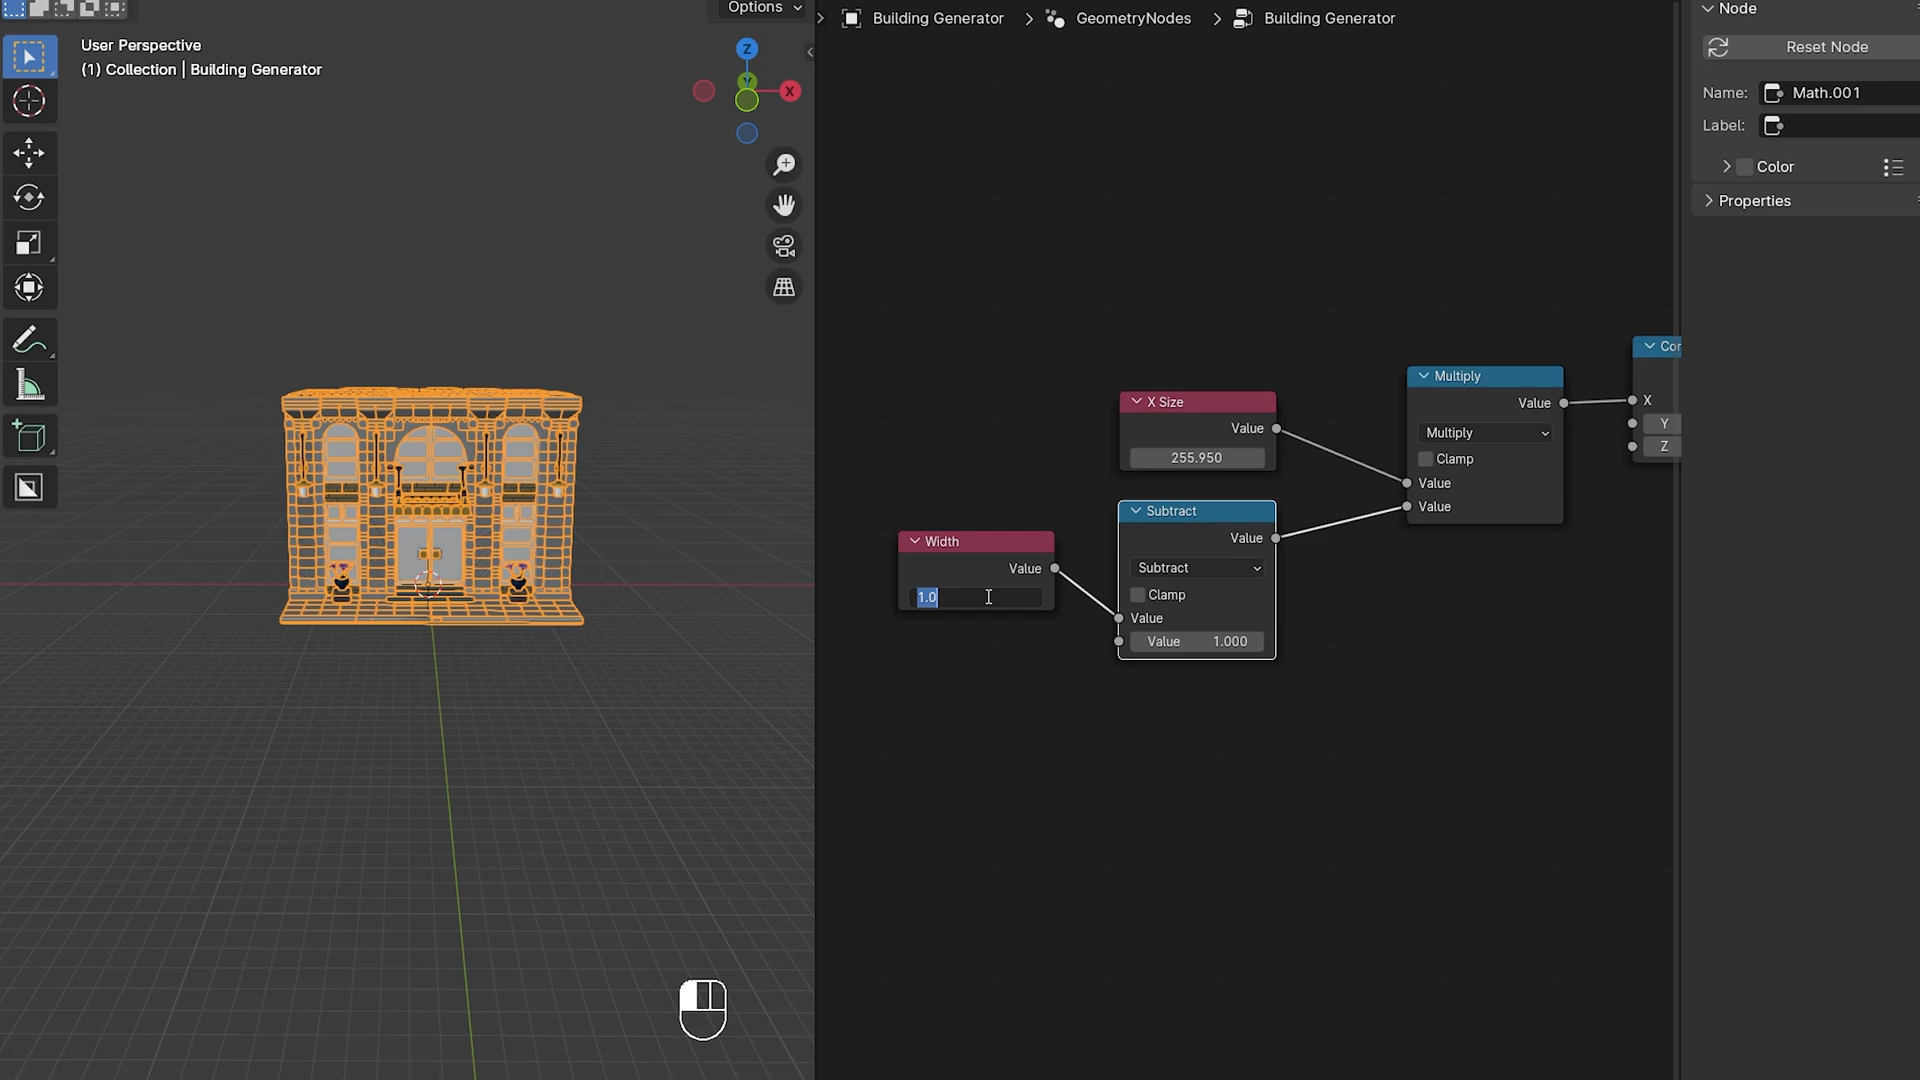 Options
User Perspective
(1) Collection | Building Generator
Z
Y
X
Building Generator
GeometryNodes
Building Generator
Node
Reset Node
Name:
Math.001
Label:
Color
Properties
X Size
Value
255.950
Width
Value
1.0
Subtract
Value
Subtract
Clamp
Value
Value 1.000
Multiply
Value
Multiply
Clamp
Value
Value
X
Y
Z